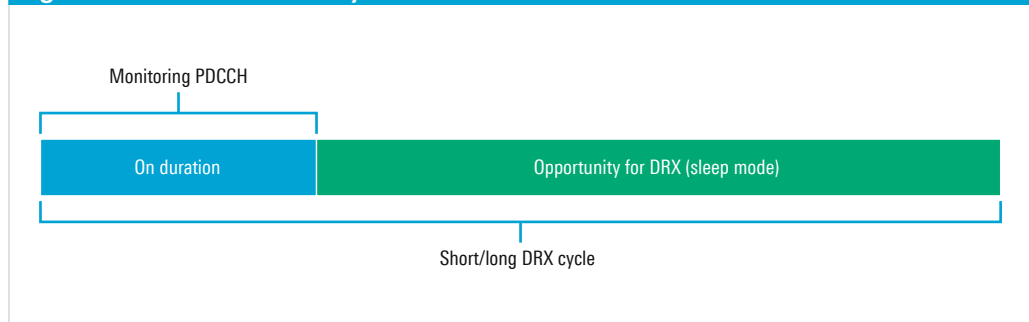 Monitoring PDCCH
On duration
Opportunity for DRX (sleep mode)
Short/long DRX cycle